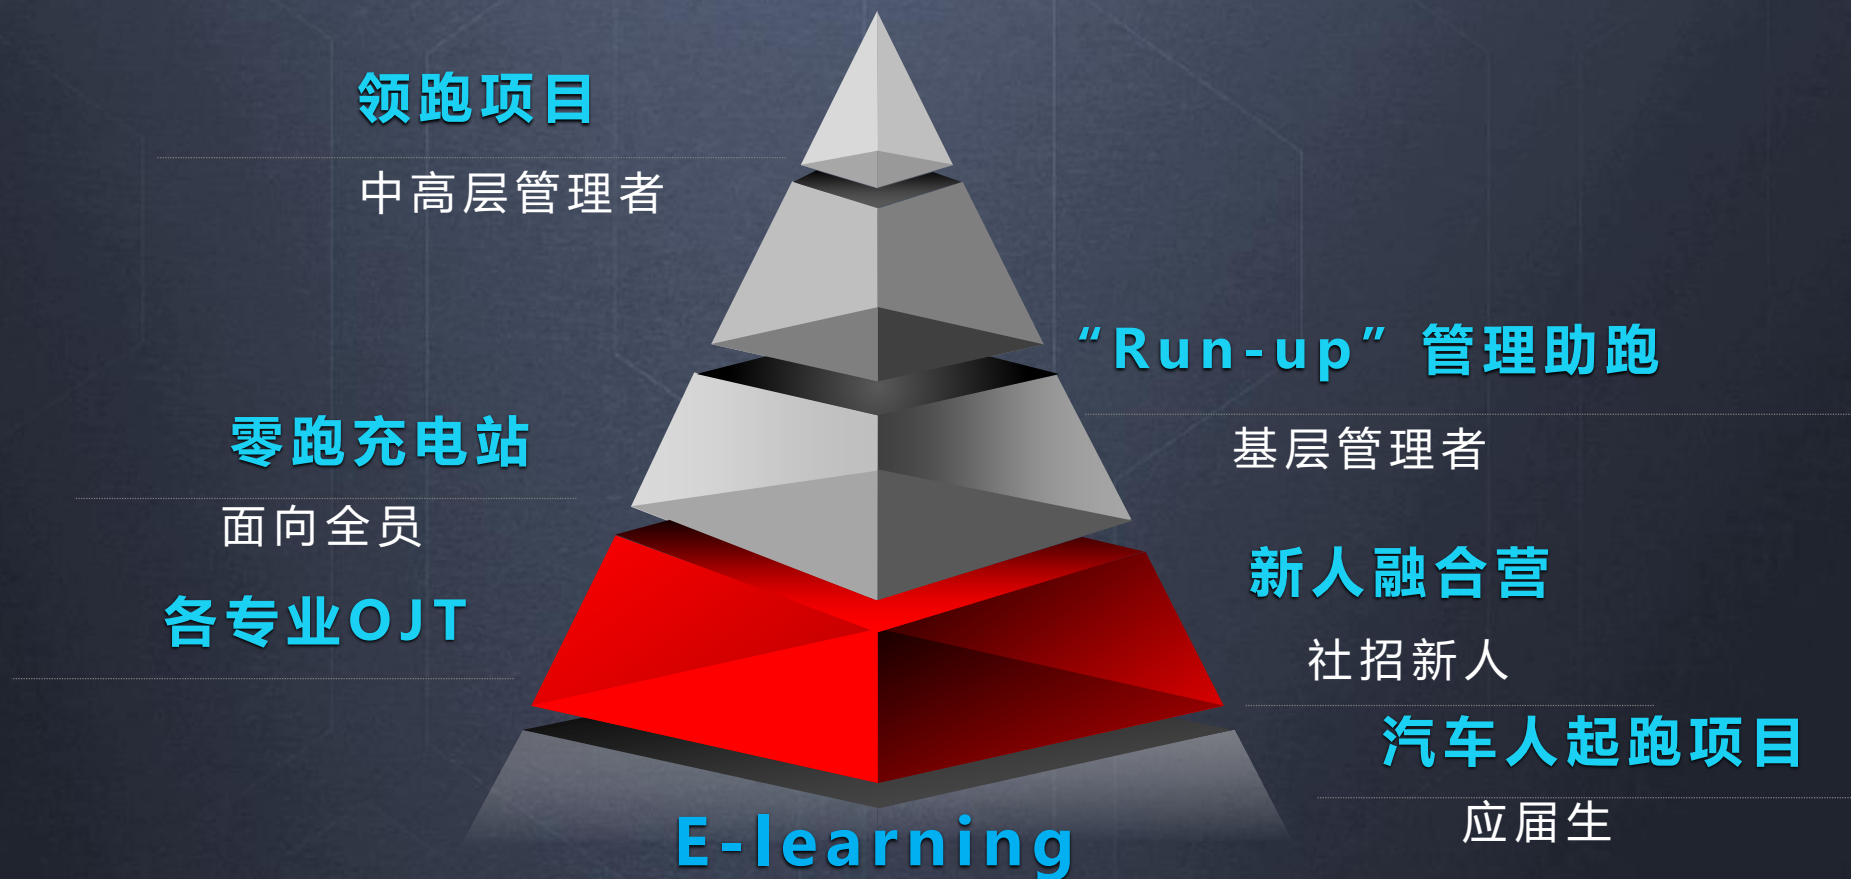 领跑项目
中高层管理者
“Run-up” 管理助跑
基层管理者
零跑充电站
面向全员
新人融合营
社招新人
各专业OJT
汽车人起跑项目
应届生
E-learning